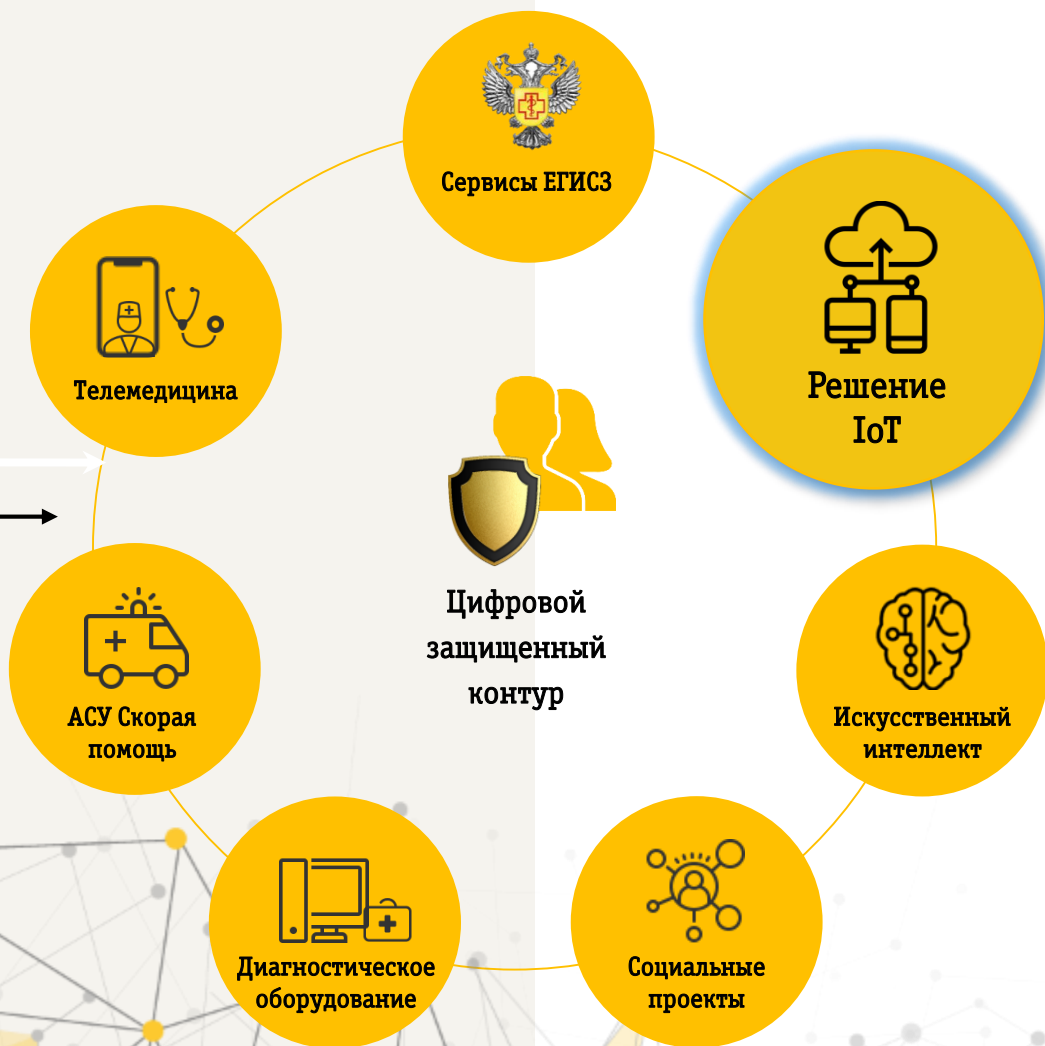 Сервисы ЕГИСЗ
Решение
IoT
Телемедицина
Цифровой
защищенный
контур
АСУ Скорая
помощь
Искусственный
интеллект
Диагностическое
оборудование
Социальные
проекты